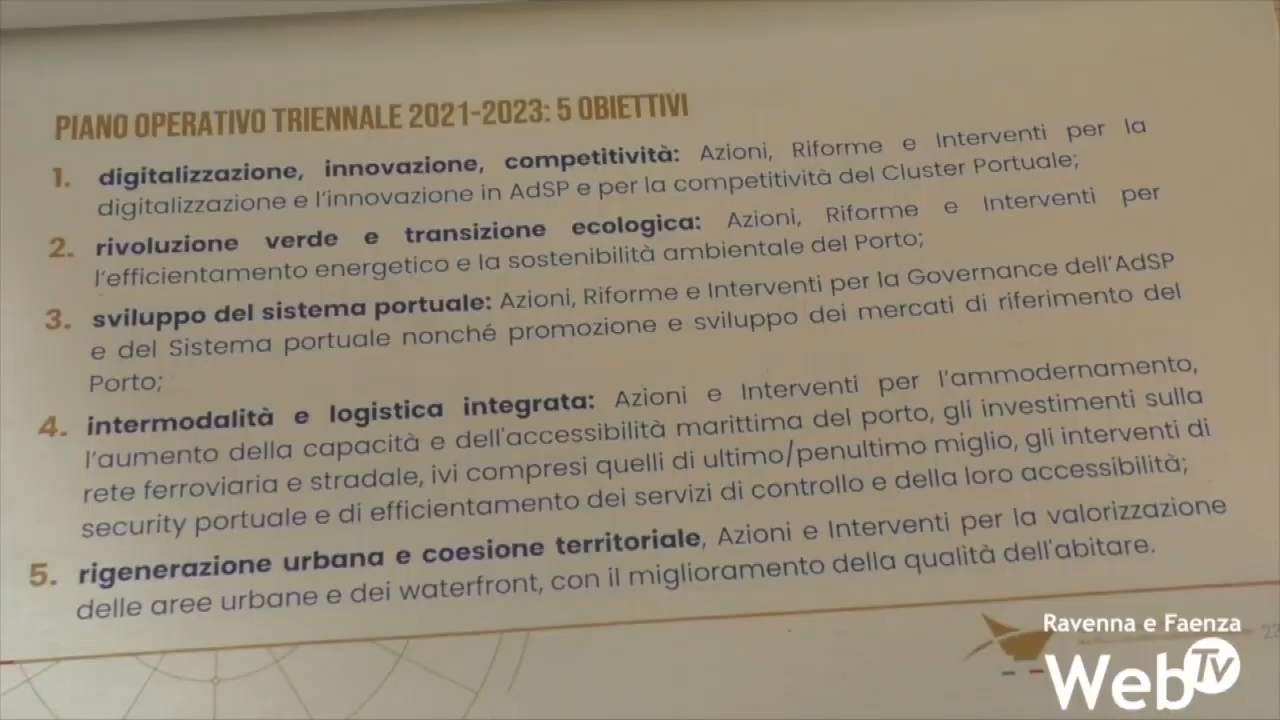 PIANO OPERATIVO TRIENNALE 2021-2023: 5 OBIETTIVI
1. digitalizzazione, innovazione, competitività: Azioni, Riforme e Interventi per la
digitalizzazione e l'innovazione in AdSP e per la competitività del Cluster Portuale;
2. rivoluzione verde e transizione ecologica: Azioni, Riforme e Interventi per
l'efficientamento energetico e la sostenibilità ambientale del Porto;
3. sviluppo del sistema portuale: Azioni, Riforme e Interventi per la Governance dell'AdSP
e del Sistema portuale nonché promozione e sviluppo dei mercati di riferimento del
Porto;
4. intermodalità e logistica integrata: Azioni e Interventi per l'ammodernamento,
l'aumento della capacità e dell'accessibilità marittima del porto, gli investimenti sulla
rete ferroviaria e stradale, ivi compresi quelli di ultimo/penultimo miglio, gli interventi di
security portuale e di efficientamento dei servizi di controllo e della loro accessibilità;
5. rigenerazione urbana e coesione territoriale, Azioni e Interventi per la valorizzazione
delle aree urbane e dei waterfront, con il miglioramento della qualità dell'abitare.
Ravenna e Faenza
Web Tv